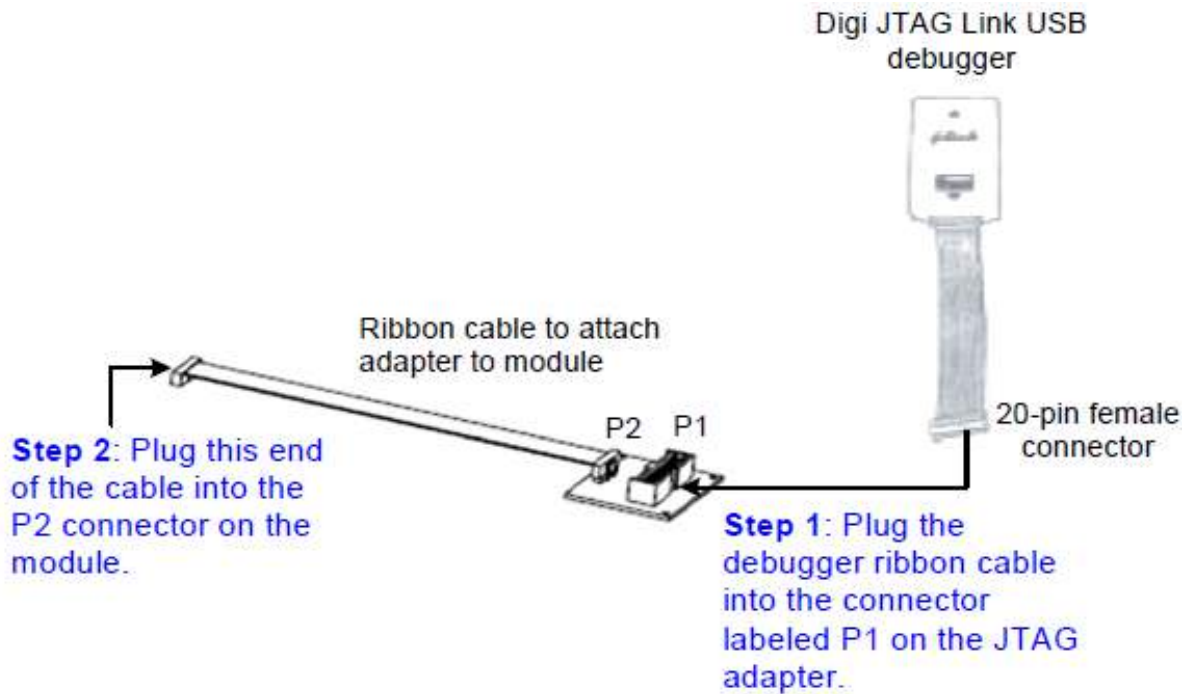 Digi JTAG Link USB
debugger
Ribbon cable to attach
adapter to module
P2 P1
20-pin female
connector
Step 2: Plug this end
of the cable into the
P2 connector on the
module.
Step 1: Plug the
debugger ribbon cable
into the connector
labeled P1 on the JTAG
adapter.